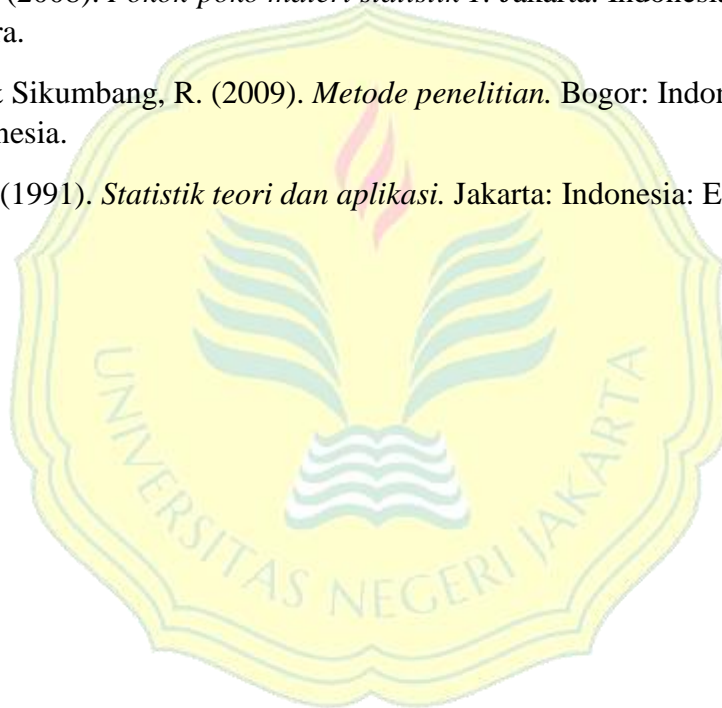 (2008). Pokok-poko materi statistik 1. Jakarta: Indonesia
ra.
& Sikumbang, R. (2009). Metode penelitian. Bogor: Indon
nesia.
(1991). Statistik teori dan aplikasi. Jakarta: Indonesia: E
UNIVERSITAS NEGERI JAKARTA